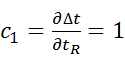 c₁ = ∂Δt/∂t_R = 1